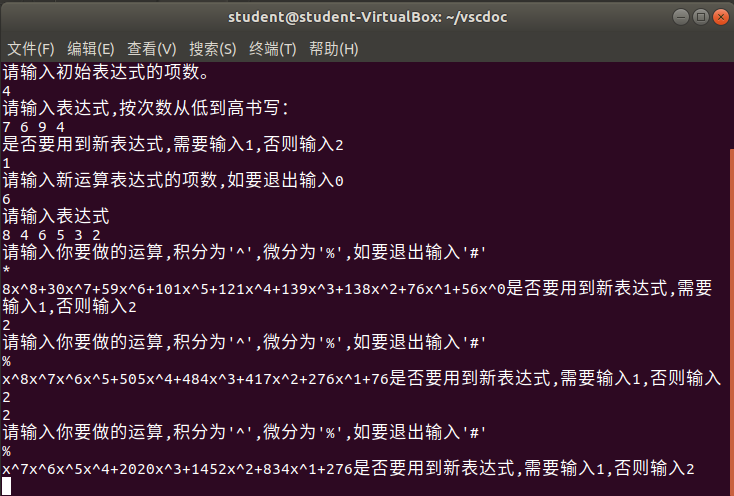 student@student-VirtualBox: ~/vscdoc
文件(F) 编辑(E) 查看(V) 搜索(S) 终端(T) 帮助(H)
请输入初始表达式的项数。
4
请输入表达式,按次数从低到高书写：
7 6 9 4
是否要用到新表达式,需要输入1,否则输入2
1
请输入新运算表达式的项数,如要退出输入0
6
请输入表达式
8 4 6 5 3 2
请输入你要做的运算,积分为'^',微分为'%',如要退出输入'#'
*
8x^8+30x^7+59x^6+101x^5+121x^4+139x^3+138x^2+76x^1+56x^0是否要用到新表达式,需要
输入1,否则输入2
2
请输入你要做的运算,积分为'^',微分为'%',如要退出输入'#'
%
x^8x^7x^6x^5+505x^4+484x^3+417x^2+276x^1+76是否要用到新表达式,需要输入1,否则输入
2
2
请输入你要做的运算,积分为'^',微分为'%',如要退出输入'#'
%
x^7x^6x^5x^4+2020x^3+1452x^2+834x^1+276是否要用到新表达式,需要输入1,否则输入2